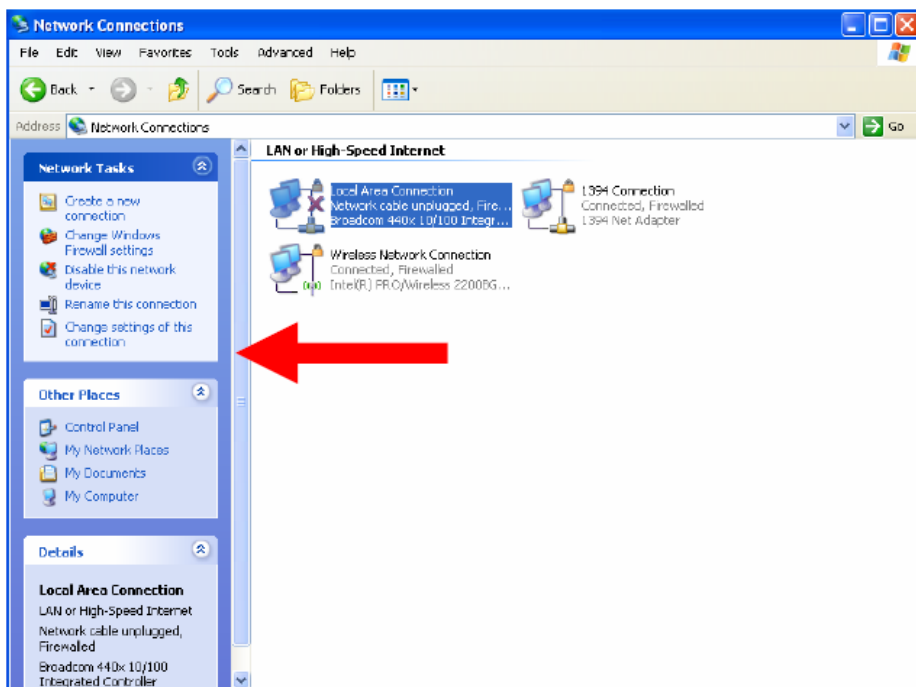 Network Connections
File Edit View Favorites Tools Advanced Help
Back Search Folders
Address Network Connections Go
Network Tasks
Create a new
connection
Change Windows
Firewall settings
Disable this network
device
Rename this connection
Change settings of this
connection
Other Places
Control Panel
My Network Places
My Documents
My Computer
Details
Local Area Connection
LAN or High-Speed Internet
Network cable unplugged,
Firewalled
Broadcom 440x 10/100
Integrated Controller
LAN or High-Speed Internet
Local Area Connection
Network cable unplugged, Fire...
Broadcom 440x 10/100 Integr...
1394 Connection
Connected, Firewalled
1394 Net Adapter
Wireless Network Connection
Connected, Firewalled
Intel(R) PRO/Wireless 2200BG...